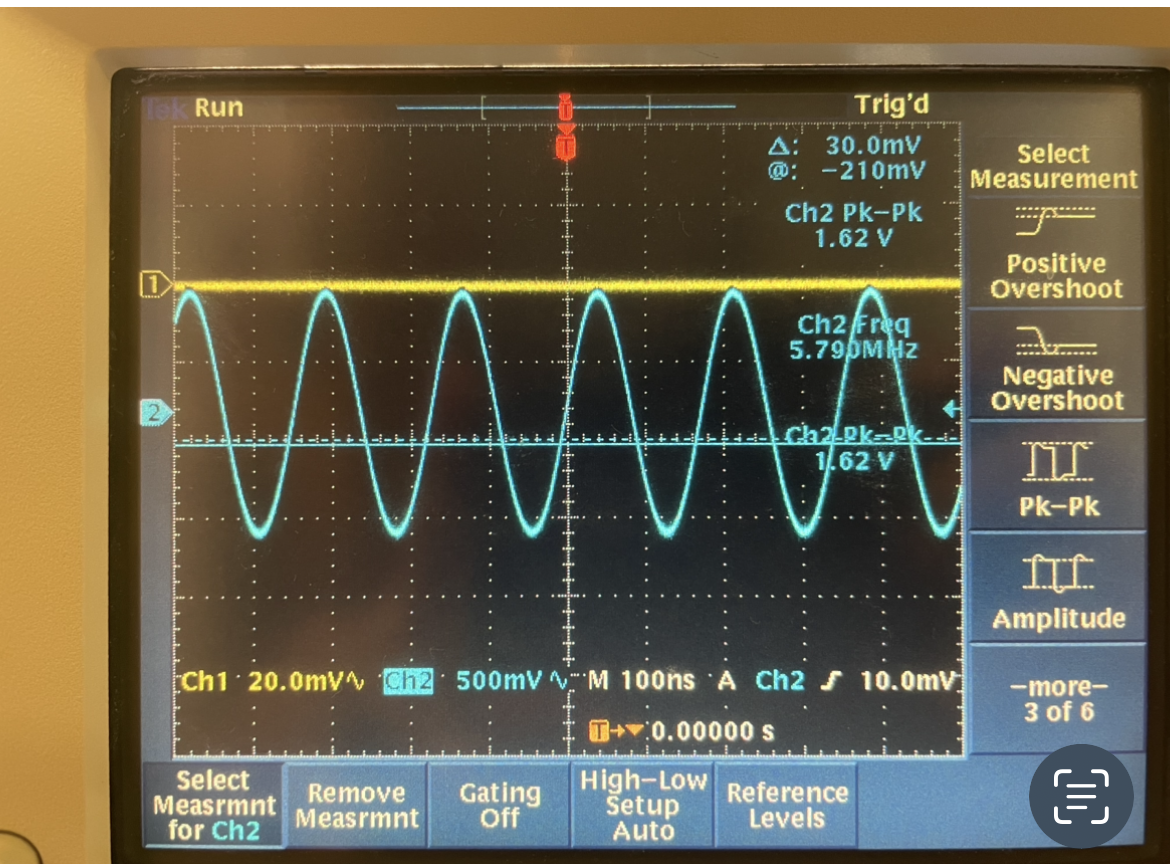 Tek Run
Trig'd
Δ: 30.0mV
@: −210mV
Ch2 Pk−Pk
1.62 V
Ch2 Freq
5.790MHz
Ch2 Pk−Pk
1.62 V
1
2
T
Ch1 20.0mV∿ Ch2 500mV∿ M 100ns A Ch2 ʃ 10.0mV
T→▼ 0.00000 s
Select
Measurement
Positive
Overshoot
Negative
Overshoot
Pk−Pk
Amplitude
−more−
3 of 6
Select
Measrmnt
for Ch2
Remove
Measrmnt
Gating
Off
High−Low
Setup
Auto
Reference
Levels